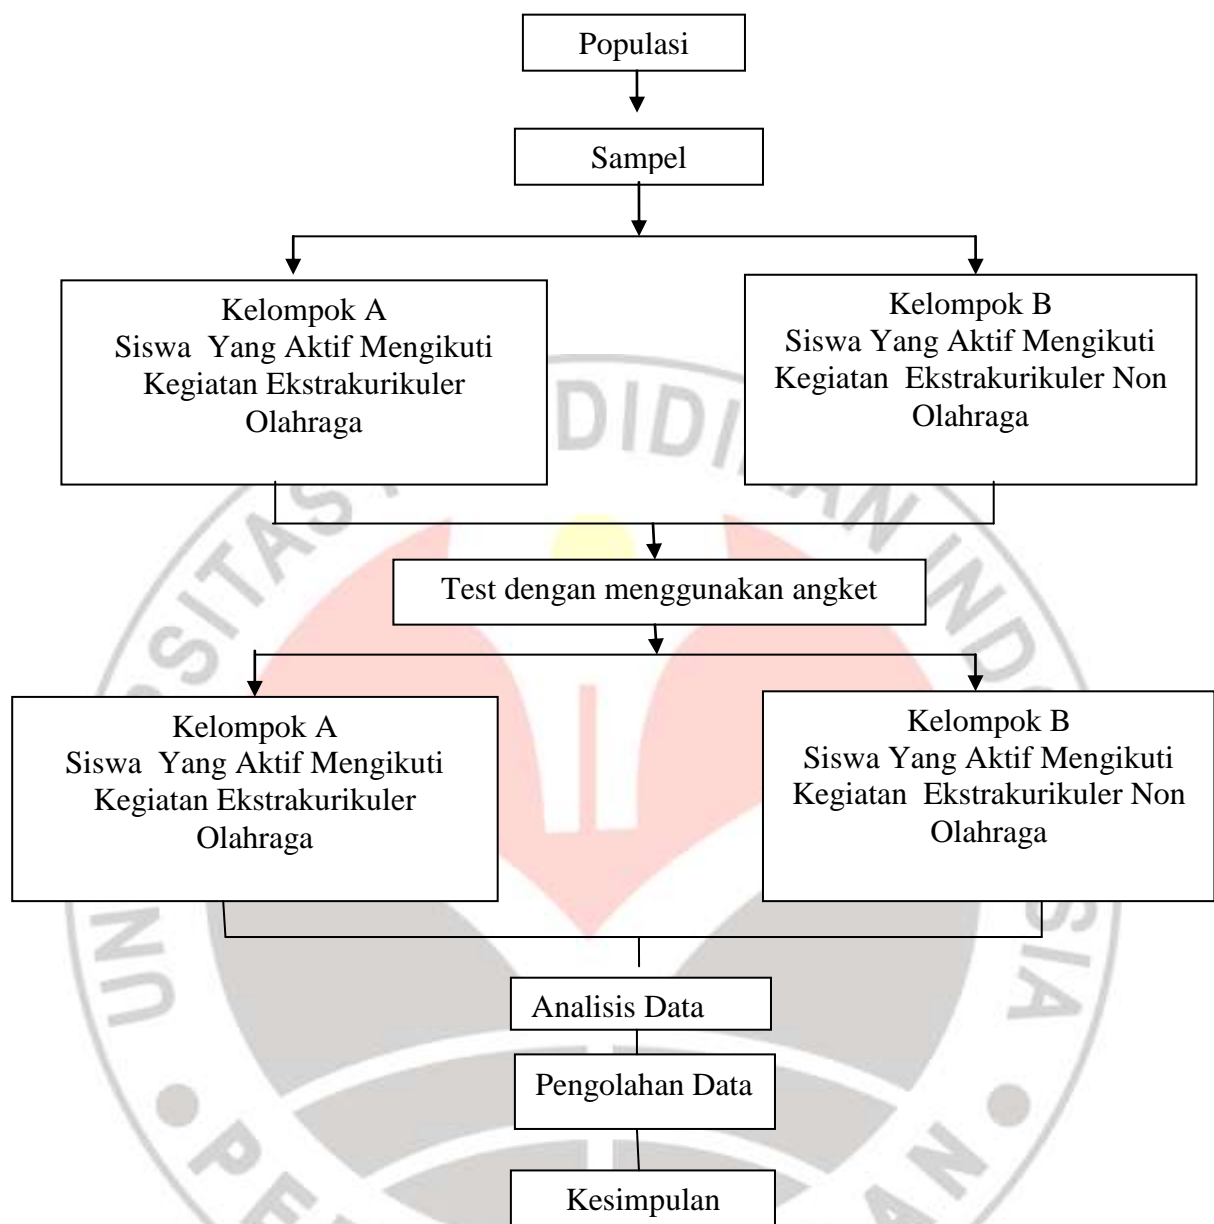 Populasi
Sampel
Kelompok A
Siswa Yang Aktif Mengikuti
Kegiatan Ekstrakurikuler
Olahraga
Kelompok B
Siswa Yang Aktif Mengikuti
Kegiatan Ekstrakurikuler Non
Olahraga
Test dengan menggunakan angket
Kelompok A
Siswa Yang Aktif Mengikuti
Kegiatan Ekstrakurikuler
Olahraga
Kelompok B
Siswa Yang Aktif Mengikuti
Kegiatan Ekstrakurikuler Non
Olahraga
Analisis Data
Pengolahan Data
Kesimpulan